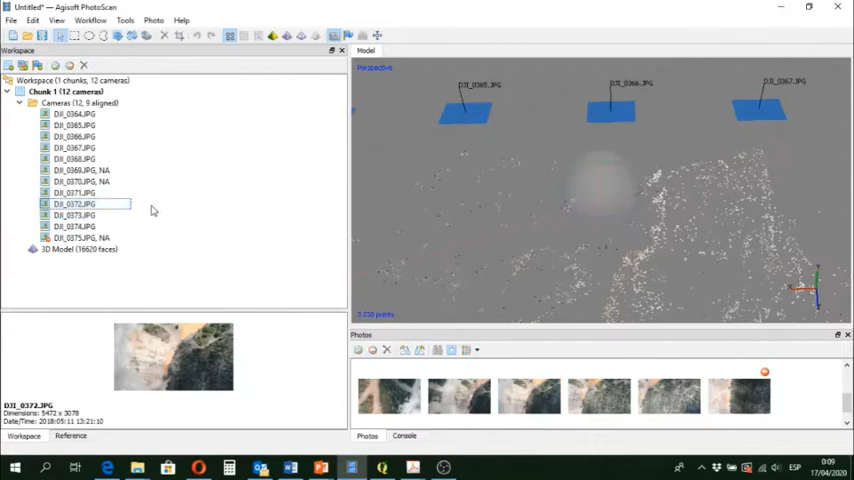 Untitled* — Agisoft PhotoScan
File Edit View Workflow Tools Photo Help
Workspace
Workspace (1 chunks, 12 cameras)
Chunk 1 (12 cameras)
Cameras (12, 9 aligned)
DJI_0364.JPG
DJI_0365.JPG
DJI_0366.JPG
DJI_0367.JPG
DJI_0368.JPG
DJI_0369.JPG, NA
DJI_0370.JPG, NA
DJI_0371.JPG
DJI_0372.JPG
DJI_0373.JPG
DJI_0374.JPG
DJI_0375.JPG, NA
3D Model (16620 faces)
DJI_0372.JPG
Dimensions: 5472 x 3078
Date/Time: 2018:05:11 13:21:10
Workspace Reference
Model
Perspective
DJI_0365.JPG DJI_0366.JPG DJI_0367.JPG
Y
X
Z
points
Photos
Photos Console
ESP
0:09
17/04/2020